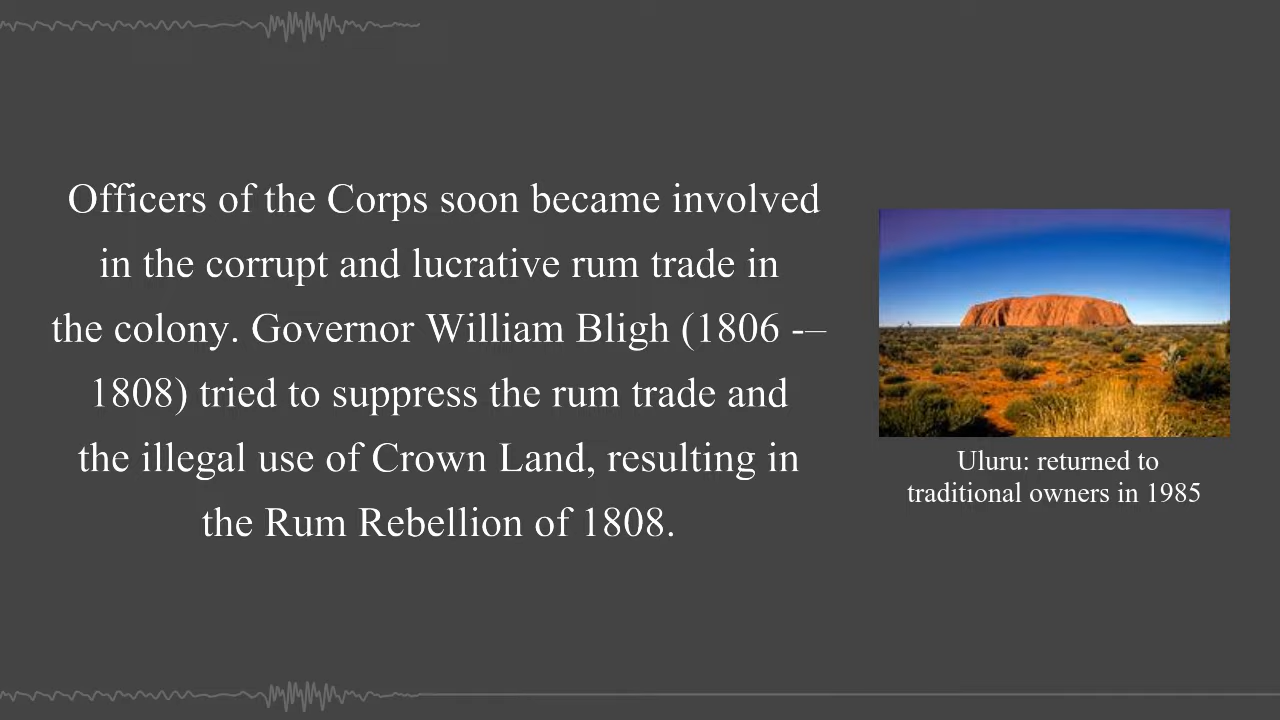 Officers of the Corps soon became involved
in the corrupt and lucrative rum trade in
the colony. Governor William Bligh (1806 -–
1808) tried to suppress the rum trade and
the illegal use of Crown Land, resulting in
the Rum Rebellion of 1808.
Uluru: returned to
traditional owners in 1985